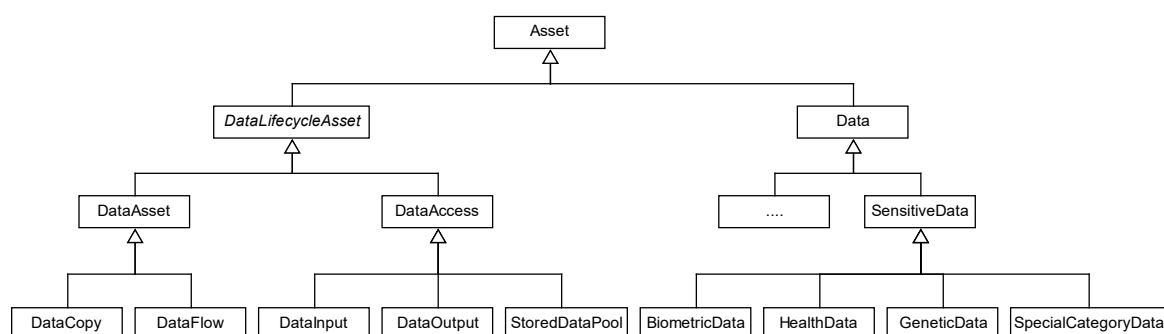 Asset
DataLifecycleAsset
Data
DataAsset
DataAccess
....
SensitiveData
DataCopy
DataFlow
DataInput
DataOutput
StoredDataPool
BiometricData
HealthData
GeneticData
SpecialCategoryData